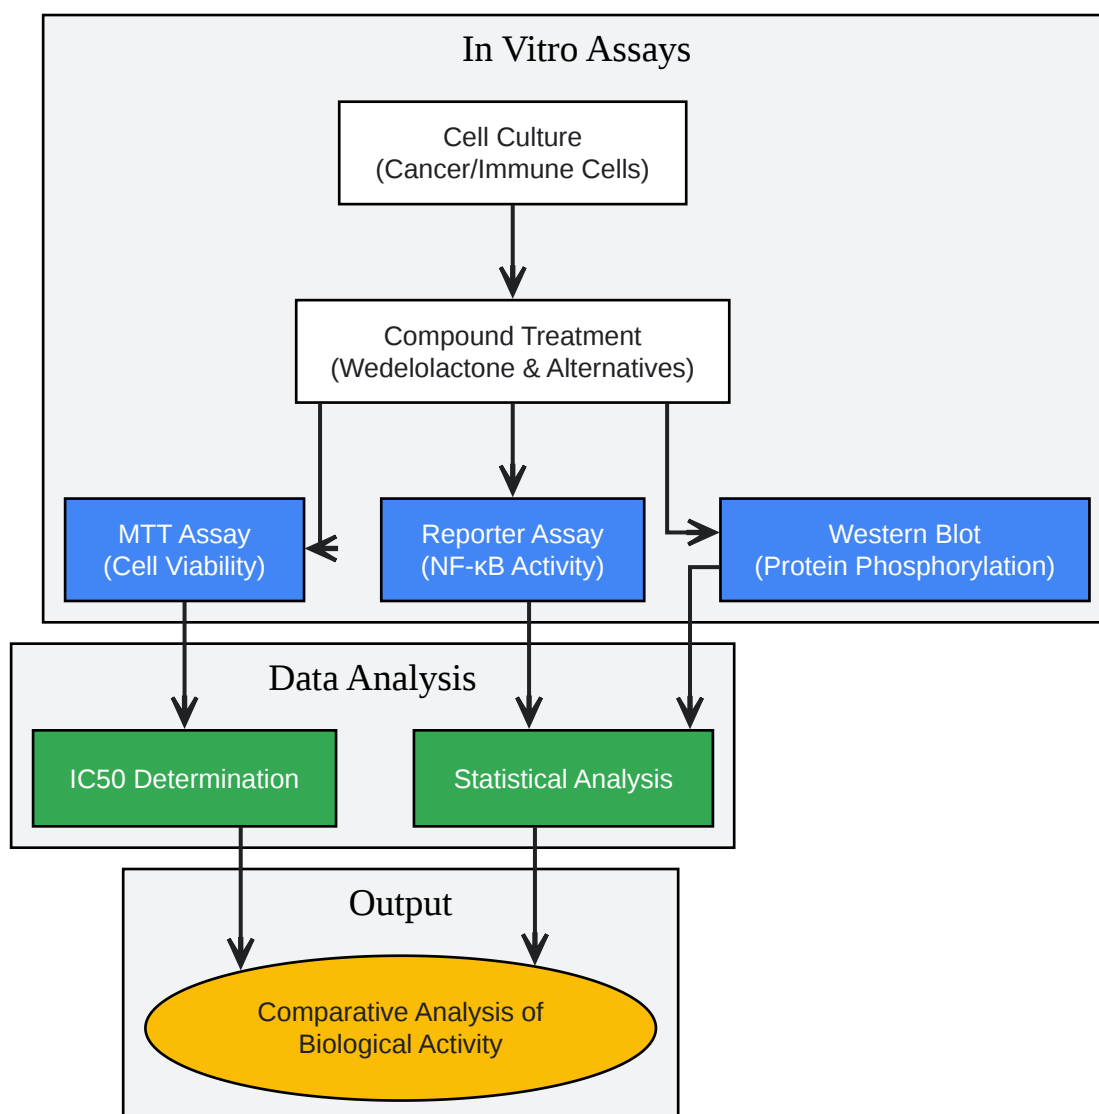 In Vitro Assays
Cell Culture
(Cancer/Immune Cells)
Compound Treatment
(Wedelolactone & Alternatives)
MTT Assay
(Cell Viability)
Reporter Assay
(NF-κB Activity)
Western Blot
(Protein Phosphorylation)
Data Analysis
IC50 Determination
Statistical Analysis
Output
Comparative Analysis of
Biological Activity